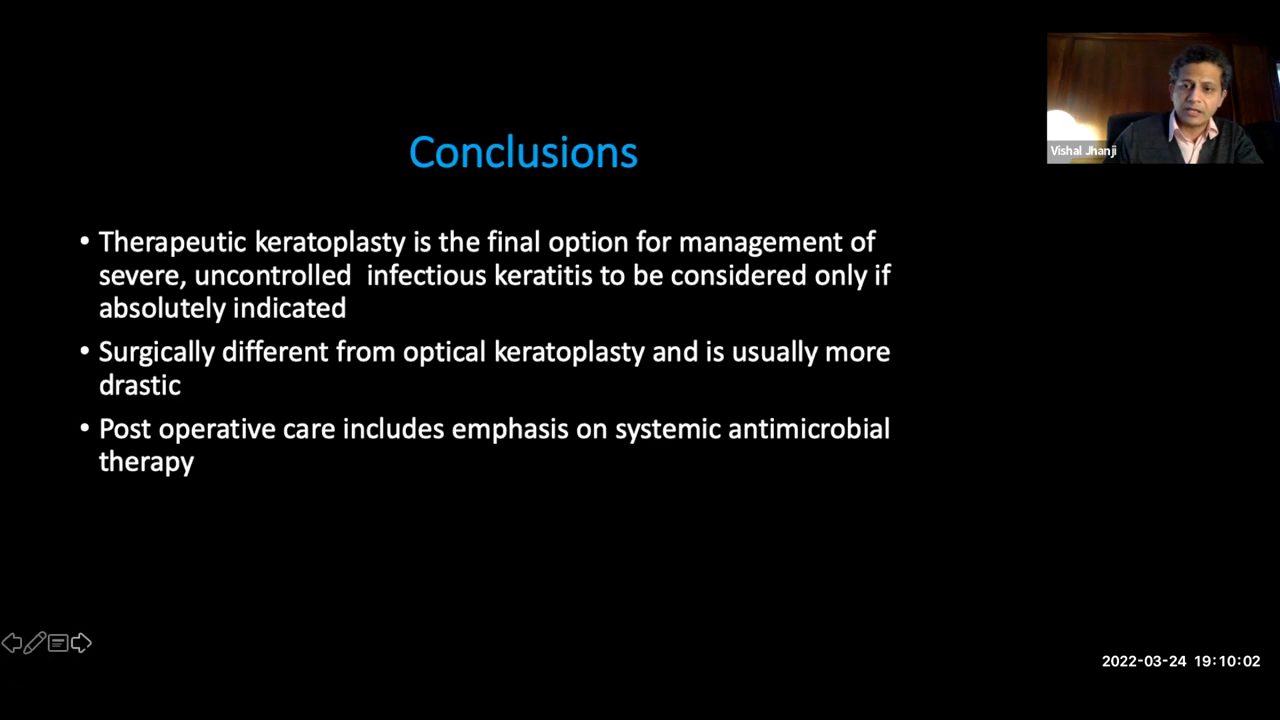 Conclusions
• Therapeutic keratoplasty is the final option for management of
severe, uncontrolled  infectious keratitis to be considered only if
absolutely indicated
• Surgically different from optical keratoplasty and is usually more
drastic
• Post operative care includes emphasis on systemic antimicrobial
therapy
Vishal Jhanji
2022-03-24 19:10:02